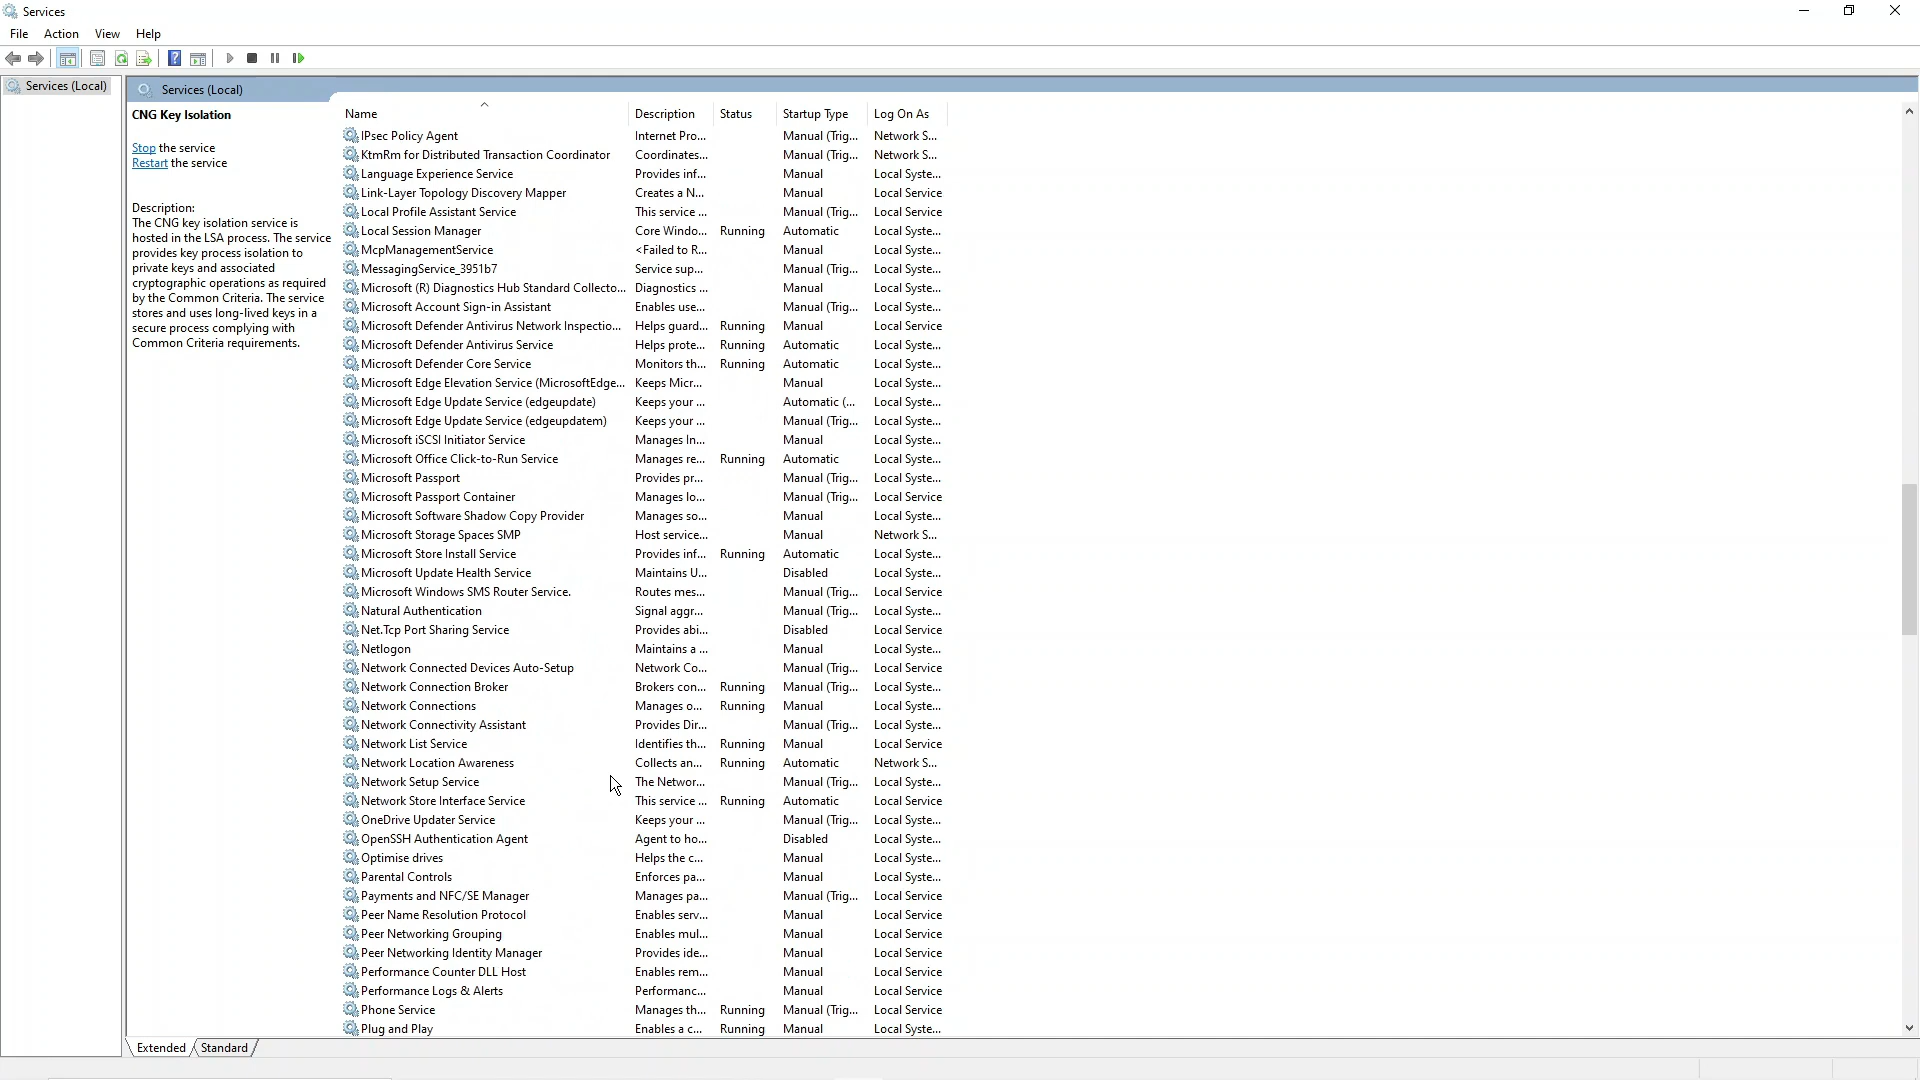 Services
File Action View Help
Services (Local)
Services (Local)
CNG Key Isolation
Stop the service
Restart the service
Description:
The CNG key isolation service is
hosted in the LSA process. The service
provides key process isolation to
private keys and associated
cryptographic operations as required
by the Common Criteria. The service
stores and uses long-lived keys in a
secure process complying with
Common Criteria requirements.
Name Description Status Startup Type Log On As
IPsec Policy Agent Internet Pro... Manual (Trig... Network S...
KtmRm for Distributed Transaction Coordinator Coordinates... Manual (Trig... Network S...
Language Experience Service Provides inf... Manual Local Syste...
Link-Layer Topology Discovery Mapper Creates a N... Manual Local Service
Local Profile Assistant Service This service ... Manual (Trig... Local Service
Local Session Manager Core Windo... Running Automatic Local Syste...
McpManagementService <Failed to R... Manual Local Syste...
MessagingService_3951b7 Service sup... Manual (Trig... Local Syste...
Microsoft (R) Diagnostics Hub Standard Collecto... Diagnostics ... Manual Local Syste...
Microsoft Account Sign-in Assistant Enables use... Manual (Trig... Local Syste...
Microsoft Defender Antivirus Network Inspectio... Helps guard... Running Manual Local Service
Microsoft Defender Antivirus Service Helps prote... Running Automatic Local Syste...
Microsoft Defender Core Service Monitors th... Running Automatic Local Syste...
Microsoft Edge Elevation Service (MicrosoftEdge... Keeps Micr... Manual Local Syste...
Microsoft Edge Update Service (edgeupdate) Keeps your ... Automatic (... Local Syste...
Microsoft Edge Update Service (edgeupdatem) Keeps your ... Manual (Trig... Local Syste...
Microsoft iSCSI Initiator Service Manages In... Manual Local Syste...
Microsoft Office Click-to-Run Service Manages re... Running Automatic Local Syste...
Microsoft Passport Provides pr... Manual (Trig... Local Syste...
Microsoft Passport Container Manages lo... Manual (Trig... Local Service
Microsoft Software Shadow Copy Provider Manages so... Manual Local Syste...
Microsoft Storage Spaces SMP Host service... Manual Network S...
Microsoft Store Install Service Provides inf... Running Automatic Local Syste...
Microsoft Update Health Service Maintains U... Disabled Local Syste...
Microsoft Windows SMS Router Service. Routes mes... Manual (Trig... Local Service
Natural Authentication Signal aggr... Manual (Trig... Local Syste...
Net.Tcp Port Sharing Service Provides abi... Disabled Local Service
Netlogon Maintains a ... Manual Local Syste...
Network Connected Devices Auto-Setup Network Co... Manual (Trig... Local Service
Network Connection Broker Brokers con... Running Manual (Trig... Local Syste...
Network Connections Manages o... Running Manual Local Syste...
Network Connectivity Assistant Provides Dir... Manual (Trig... Local Syste...
Network List Service Identifies th... Running Manual Local Service
Network Location Awareness Collects an... Running Automatic Network S...
Network Setup Service The Networ... Manual (Trig... Local Syste...
Network Store Interface Service This service ... Running Automatic Local Service
OneDrive Updater Service Keeps your ... Manual (Trig... Local Syste...
OpenSSH Authentication Agent Agent to ho... Disabled Local Syste...
Optimise drives Helps the c... Manual Local Syste...
Parental Controls Enforces pa... Manual Local Syste...
Payments and NFC/SE Manager Manages pa... Manual (Trig... Local Service
Peer Name Resolution Protocol Enables serv... Manual Local Service
Peer Networking Grouping Enables mul... Manual Local Service
Peer Networking Identity Manager Provides ide... Manual Local Service
Performance Counter DLL Host Enables rem... Manual Local Service
Performance Logs & Alerts Performanc... Manual Local Service
Phone Service Manages th... Running Manual (Trig... Local Service
Plug and Play Enables a c... Running Manual Local Syste...
Extended Standard